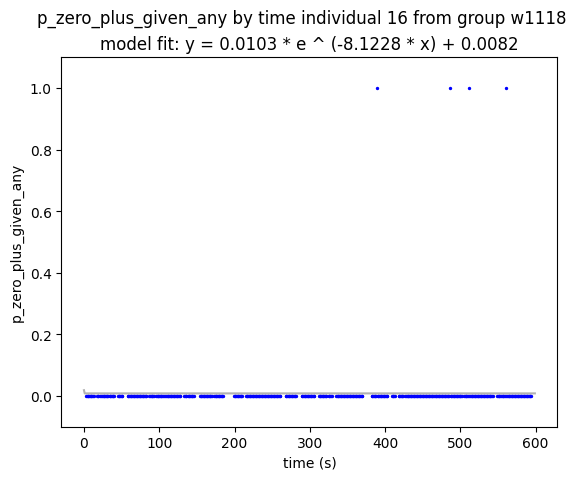 p_zero_plus_given_any by time individual 16 from group w1118
model fit: y = 0.0103 * e ^ (-8.1228 * x) + 0.0082
1.0
0.8
0.6
0.4
0.2
0.0
p_zero_plus_given_any
0 100 200 300 400 500 600
time (s)